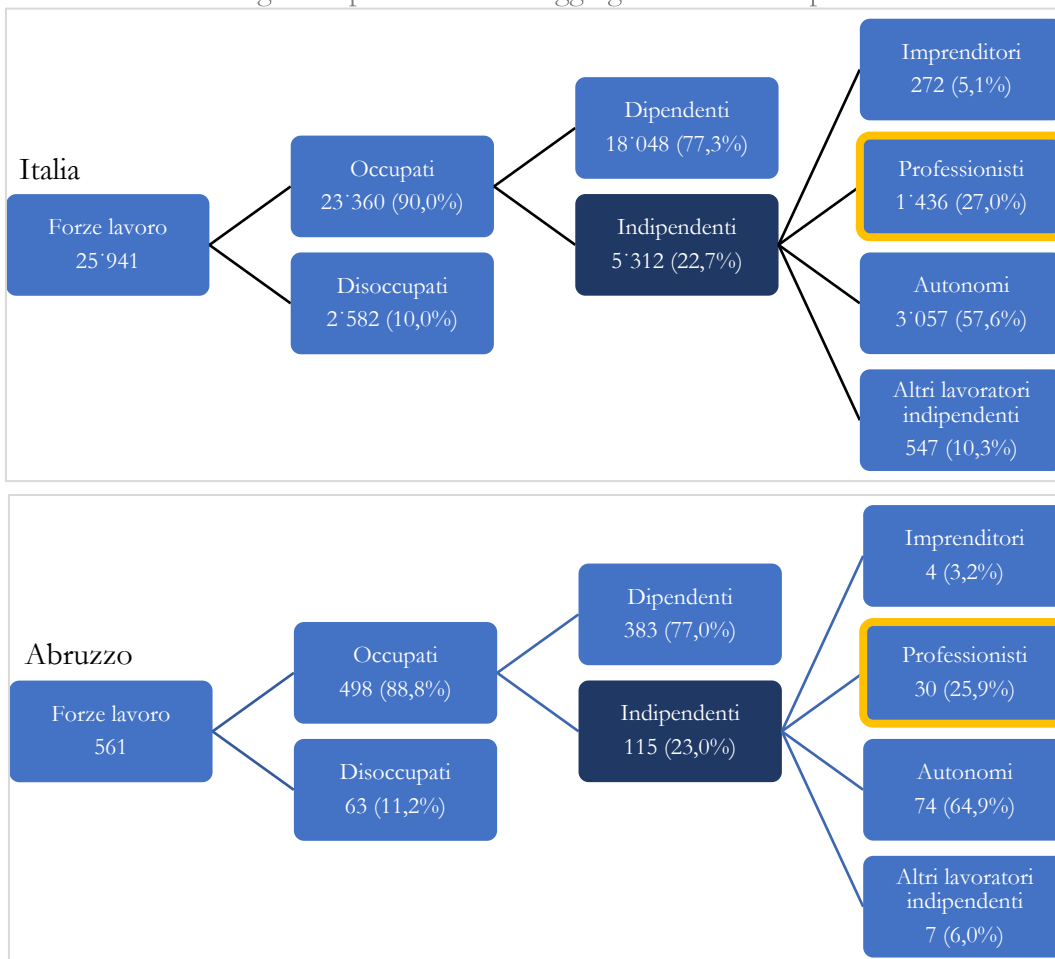 Italia
Forze lavoro
25˙941
Occupati
23˙360 (90,0%)
Disoccupati
2˙582 (10,0%)
Dipendenti
18˙048 (77,3%)
Indipendenti
5˙312 (22,7%)
Imprenditori
272 (5,1%)
Professionisti
1˙436 (27,0%)
Autonomi
3˙057 (57,6%)
Altri lavoratori
indipendenti
547 (10,3%)
Abruzzo
Forze lavoro
561
Occupati
498 (88,8%)
Disoccupati
63 (11,2%)
Dipendenti
383 (77,0%)
Indipendenti
115 (23,0%)
Imprenditori
4 (3,2%)
Professionisti
30 (25,9%)
Autonomi
74 (64,9%)
Altri lavoratori
indipendenti
7 (6,0%)